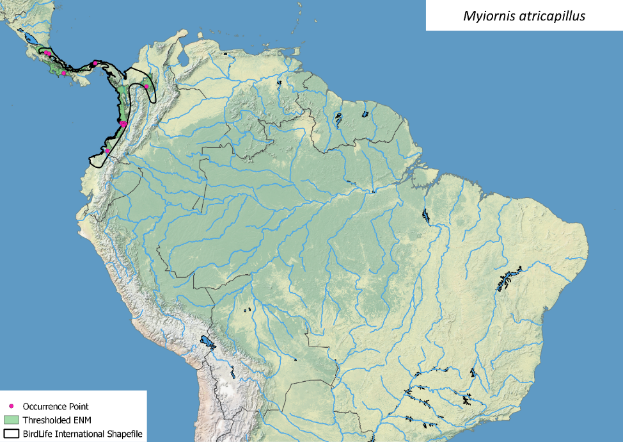 Myiornis atricapillus
Occurrence Point
Thresholded ENM
BirdLife International Shapefile